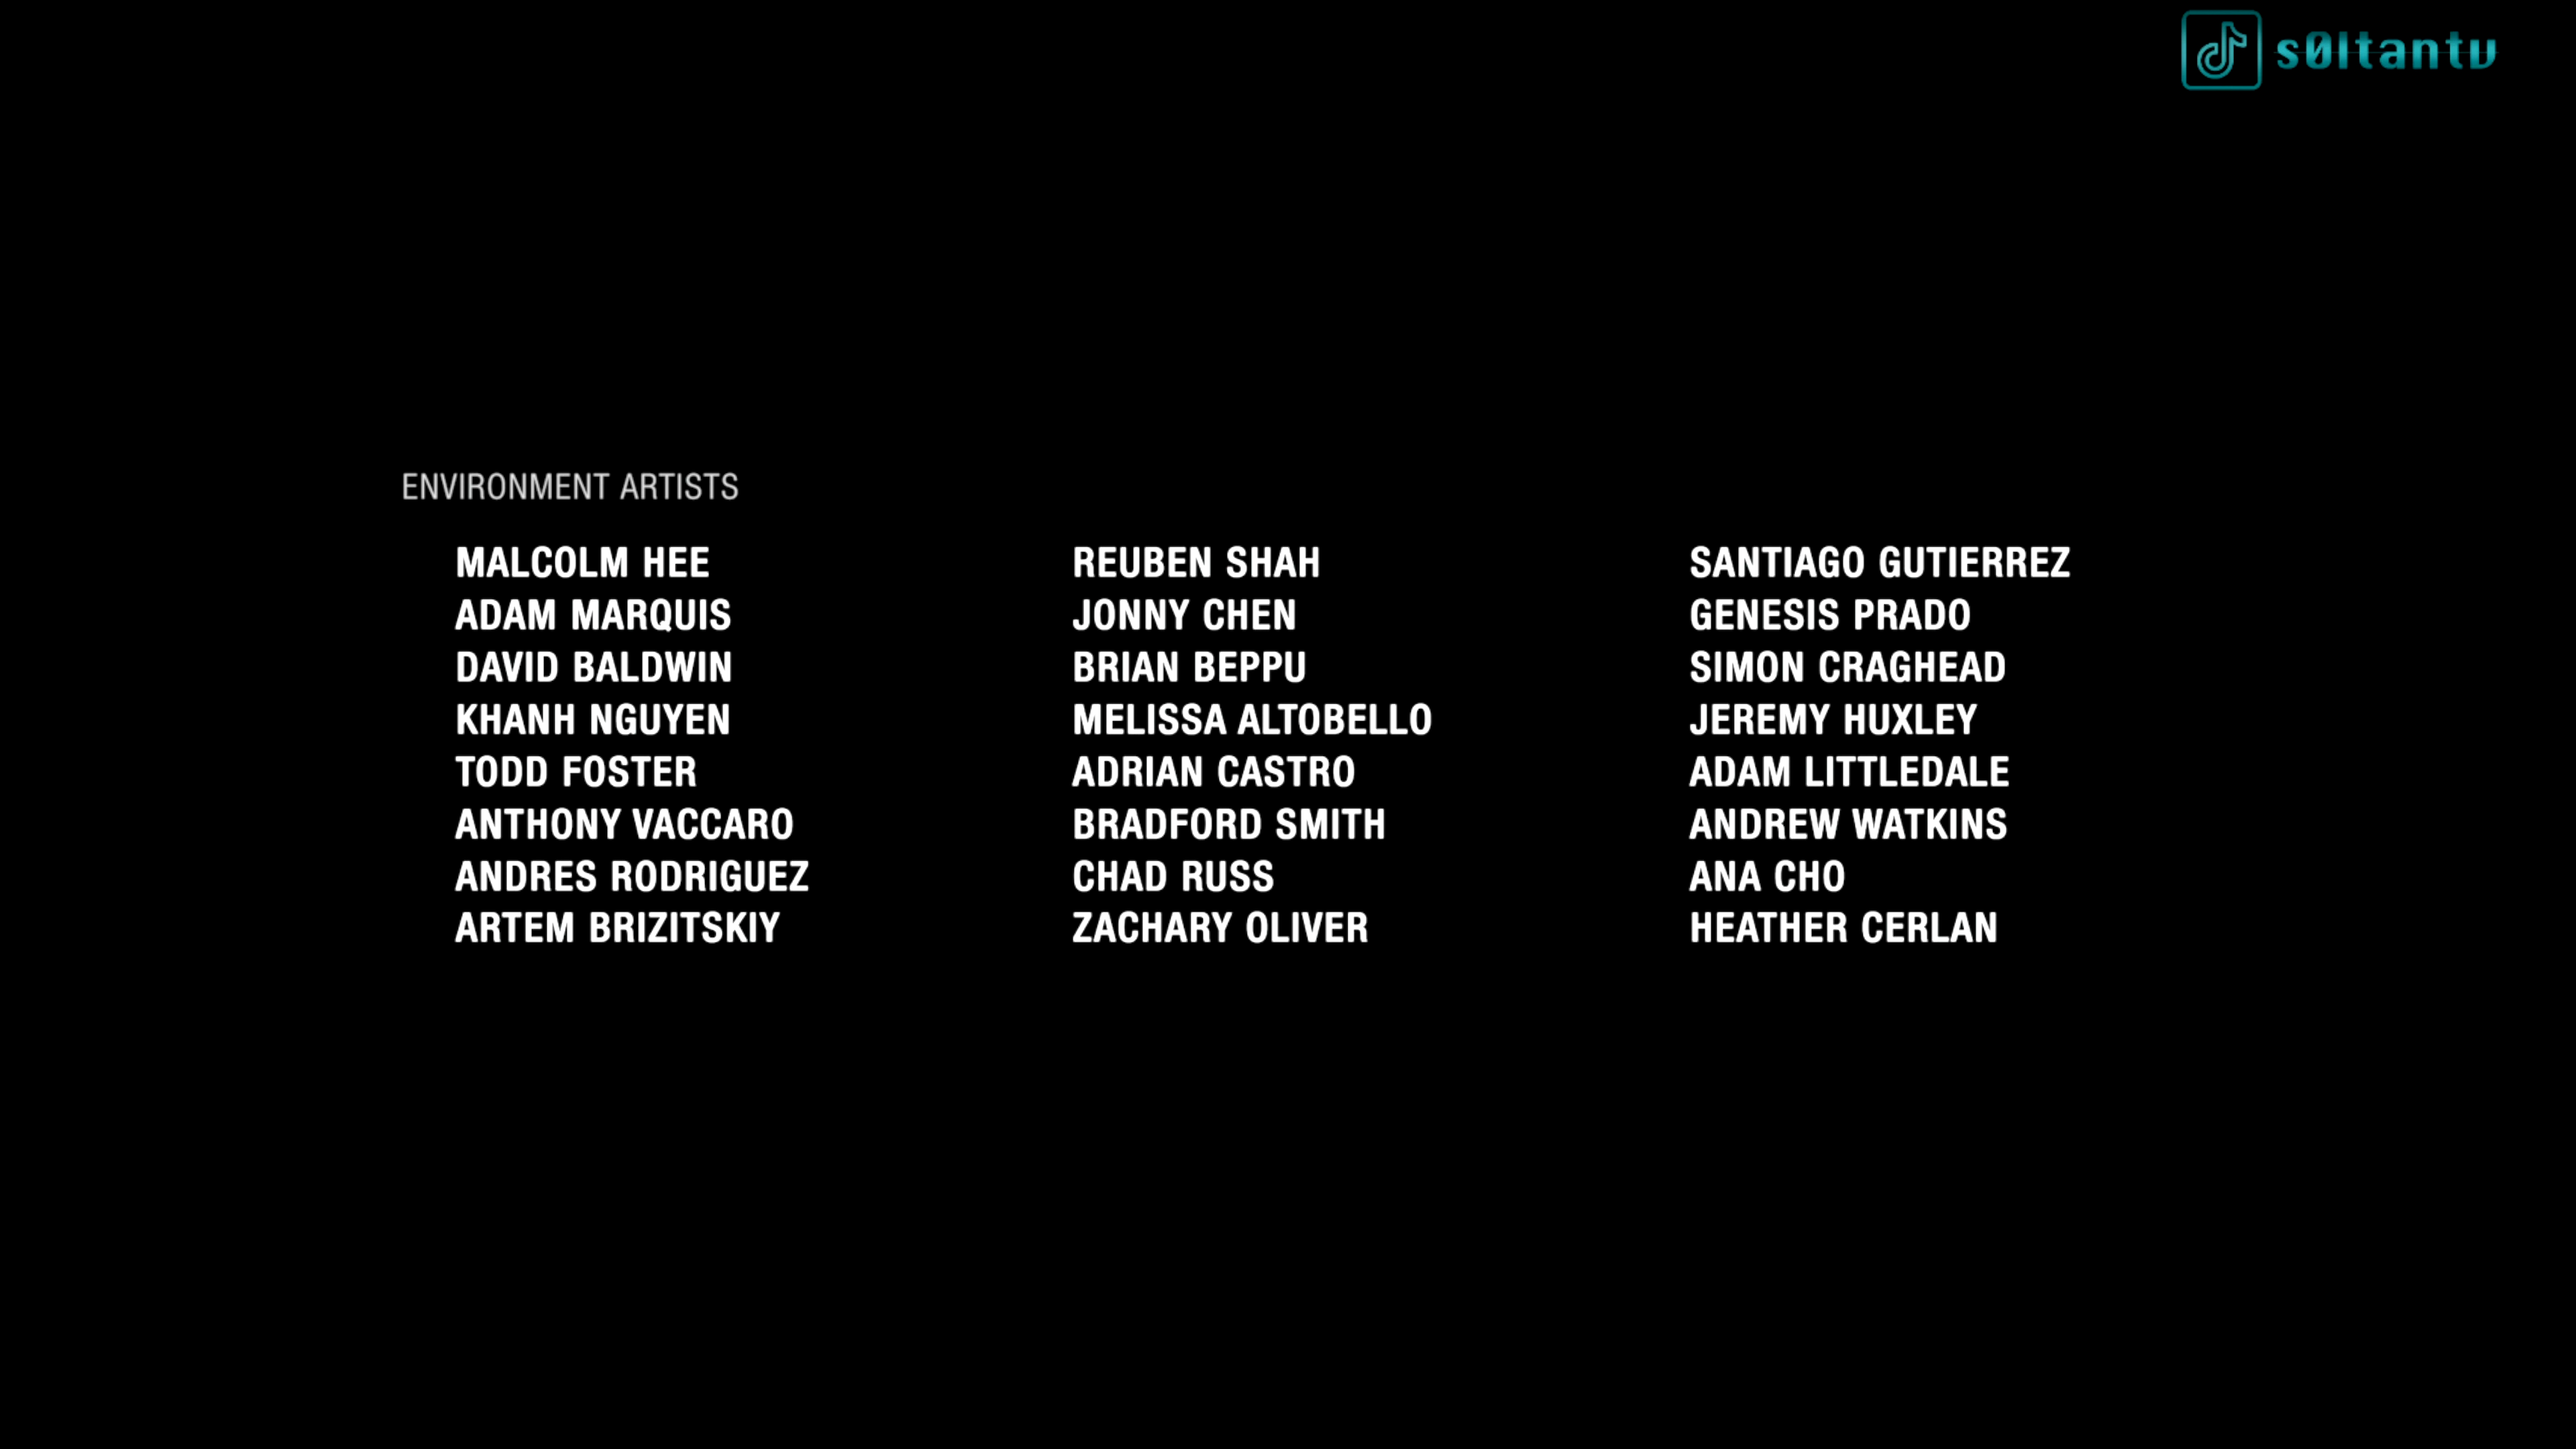 s0ltantv
ENVIRONMENT ARTISTS
MALCOLM HEE
ADAM MARQUIS
DAVID BALDWIN
KHANH NGUYEN
TODD FOSTER
ANTHONY VACCARO
ANDRES RODRIGUEZ
ARTEM BRIZITSKIY
REUBEN SHAH
JONNY CHEN
BRIAN BEPPU
MELISSA ALTOBELLO
ADRIAN CASTRO
BRADFORD SMITH
CHAD RUSS
ZACHARY OLIVER
SANTIAGO GUTIERREZ
GENESIS PRADO
SIMON CRAGHEAD
JEREMY HUXLEY
ADAM LITTLEDALE
ANDREW WATKINS
ANA CHO
HEATHER CERLAN